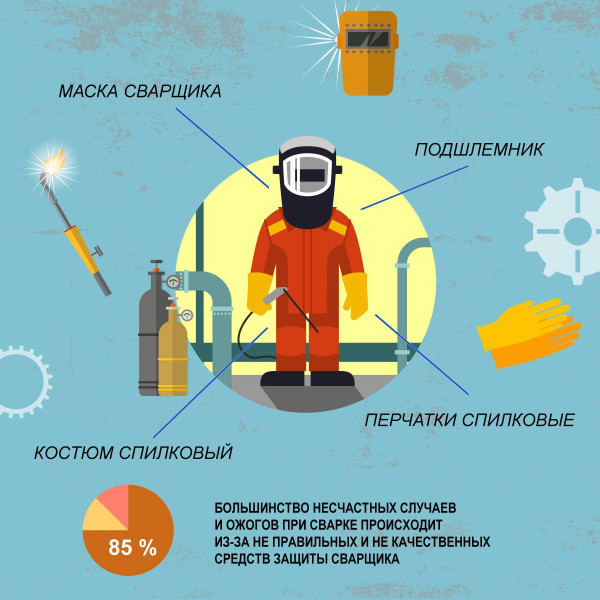 МАСКА СВАРЩИКА
ПОДШЛЕМНИК
ПЕРЧАТКИ СПИЛКОВЫЕ
КОСТЮМ СПИЛКОВЫЙ
85 %
БОЛЬШИНСТВО НЕСЧАСТНЫХ СЛУЧАЕВ
И ОЖОГОВ ПРИ СВАРКЕ ПРОИСХОДИТ
ИЗ-ЗА НЕ ПРАВИЛЬНЫХ И НЕ КАЧЕСТВЕННЫХ
СРЕДСТВ ЗАЩИТЫ СВАРЩИКА